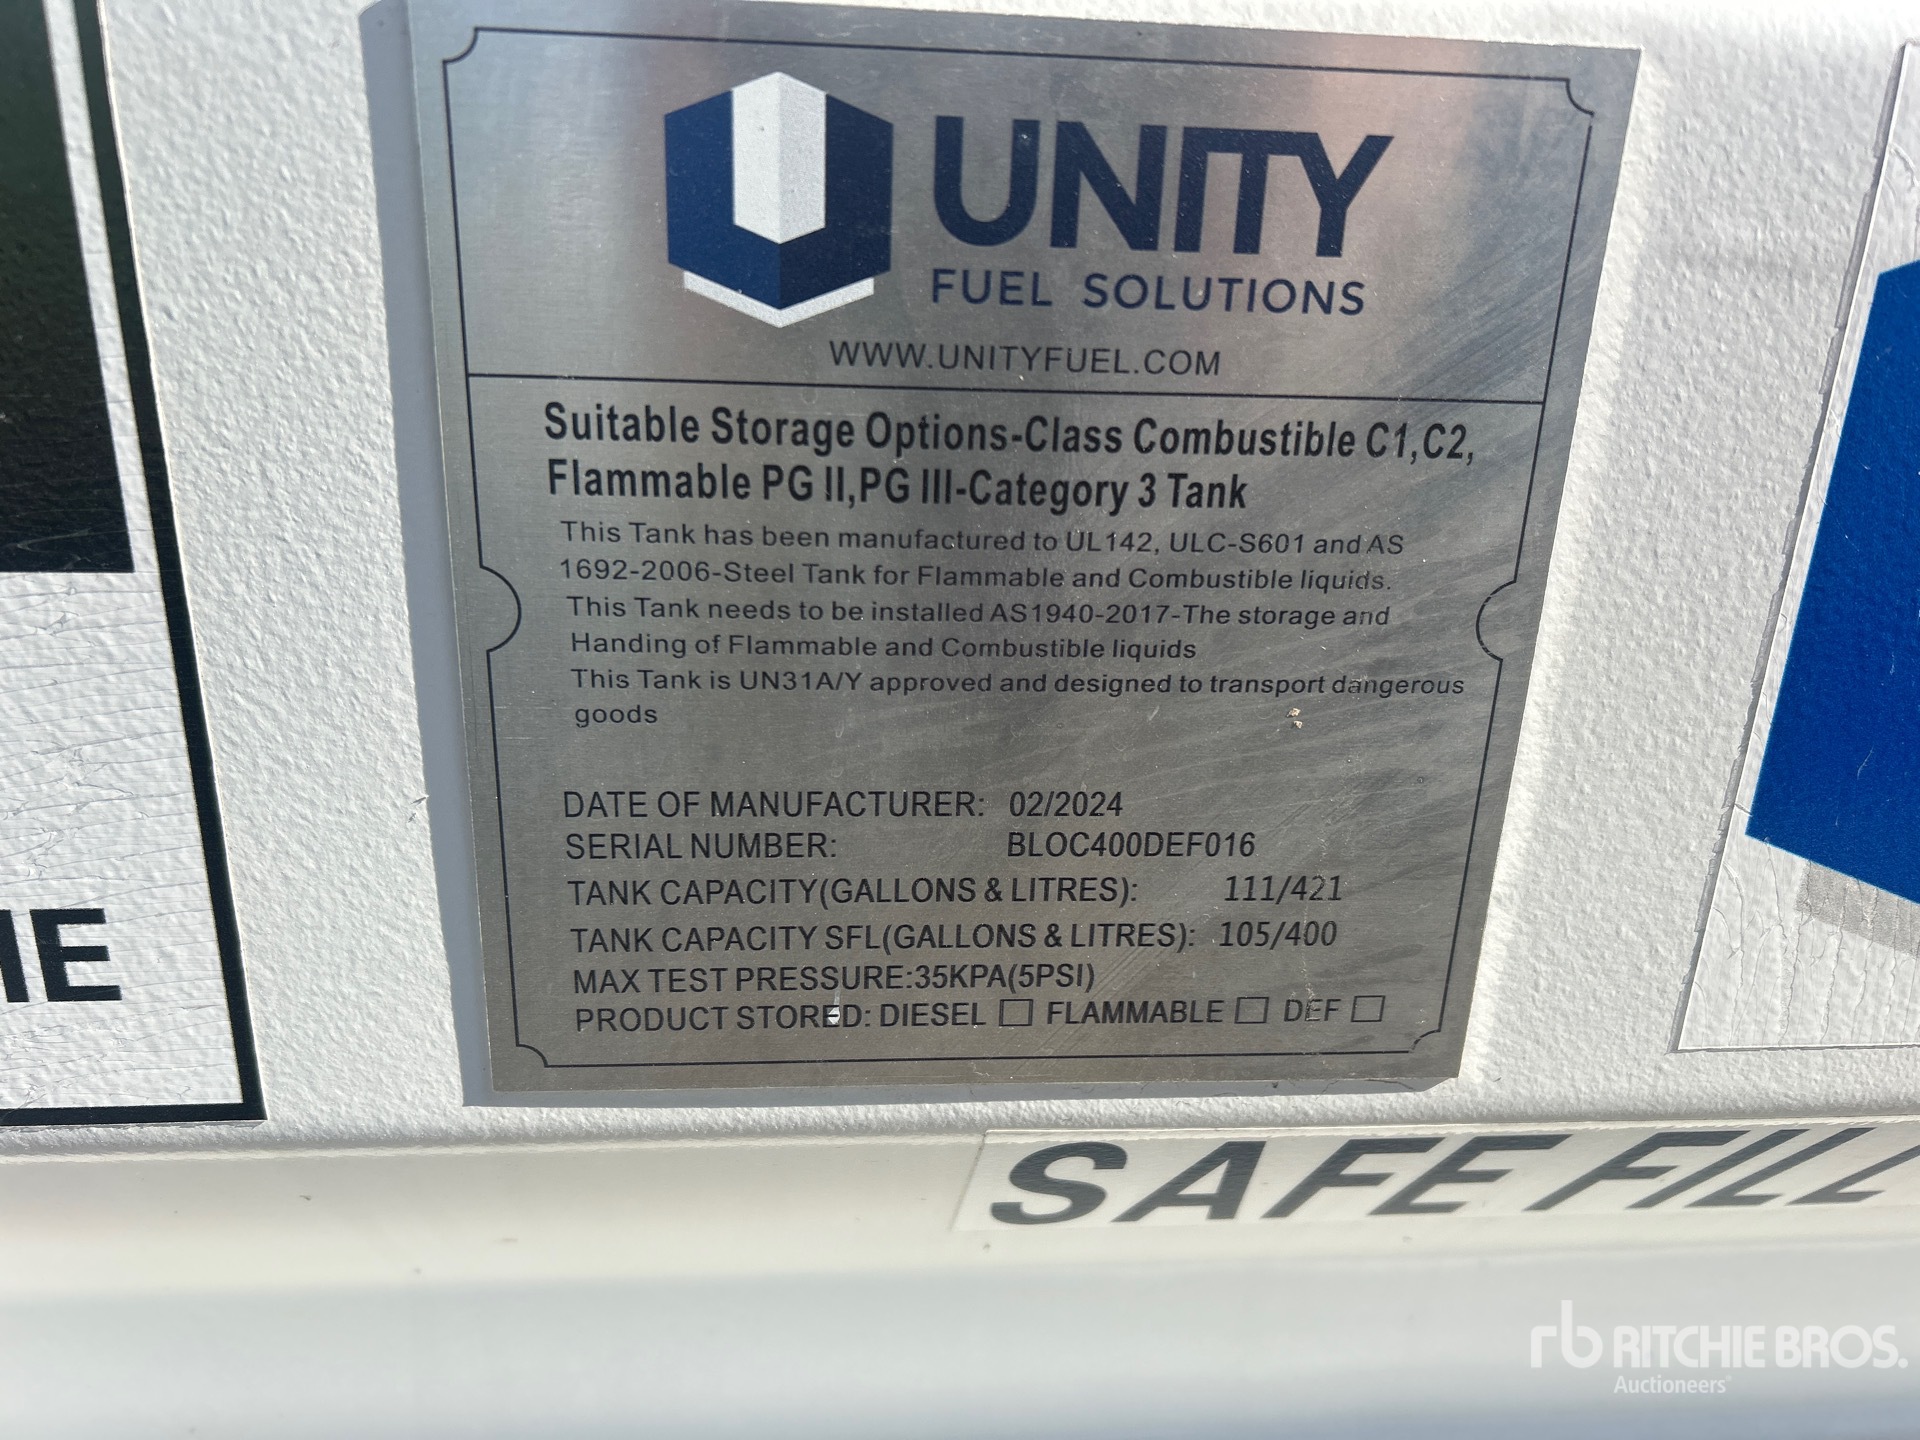 UNITY
FUEL SOLUTIONS
WWW.UNITYFUEL.COM
Suitable Storage Options-Class Combustible C1,C2,
Flammable PG II,PG III-Category 3 Tank
This Tank has been manufactured to UL142, ULC-S601 and AS
1692-2006-Steel Tank for Flammable and Combustible liquids.
This Tank needs to be installed AS1940-2017-The storage and
Handing of Flammable and Combustible liquids
This Tank is UN31A/Y approved and designed to transport dangerous
goods
DATE OF MANUFACTURER: 02/2024
SERIAL NUMBER: BLOC400DEF016
TANK CAPACITY(GALLONS & LITRES): 111/421
TANK CAPACITY SFL(GALLONS & LITRES): 105/400
MAX TEST PRESSURE:35KPA(5PSI)
PRODUCT STORED: DIESEL □ FLAMMABLE □ DEF □
SAFE FILL
rb RITCHIE BROS.
Auctioneers